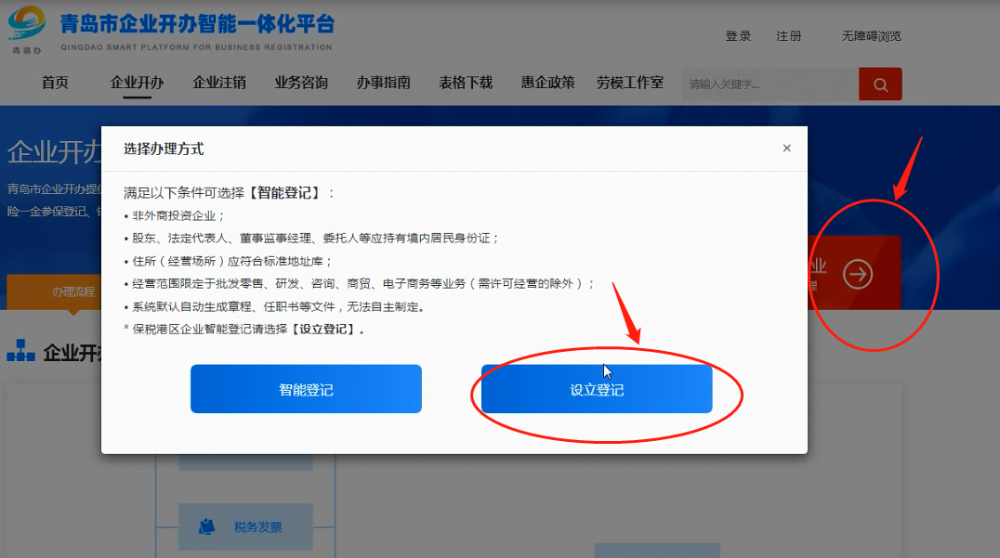 青岛市企业开办智能一体化平台
QINGDAO SMART PLATFORM FOR BUSINESS REGISTRATION
青易办
登录 注册 无障碍浏览
首页 企业开办 企业注销 业务咨询 办事指南 表格下载 惠企政策 劳模工作室 请输入关键字...
企业开办
选择办理方式 ×
满足以下条件可选择【智能登记】：
青岛市企业开办提
• 非外商投资企业；
险一金参保登记、
• 股东、法定代表人、董事监事经理、委托人等应持有境内居民身份证；
• 住所（经营场所）应符合标准地址库；
业
• 经营范围限定于批发零售、研发、咨询、商贸、电子商务等业务（需许可经营的除外）；
理
办理流程
• 系统默认自动生成章程、任职书等文件，无法自主制定。
* 保税港区企业智能登记请选择【设立登记】。
企业开办
智能登记 设立登记
税务发票